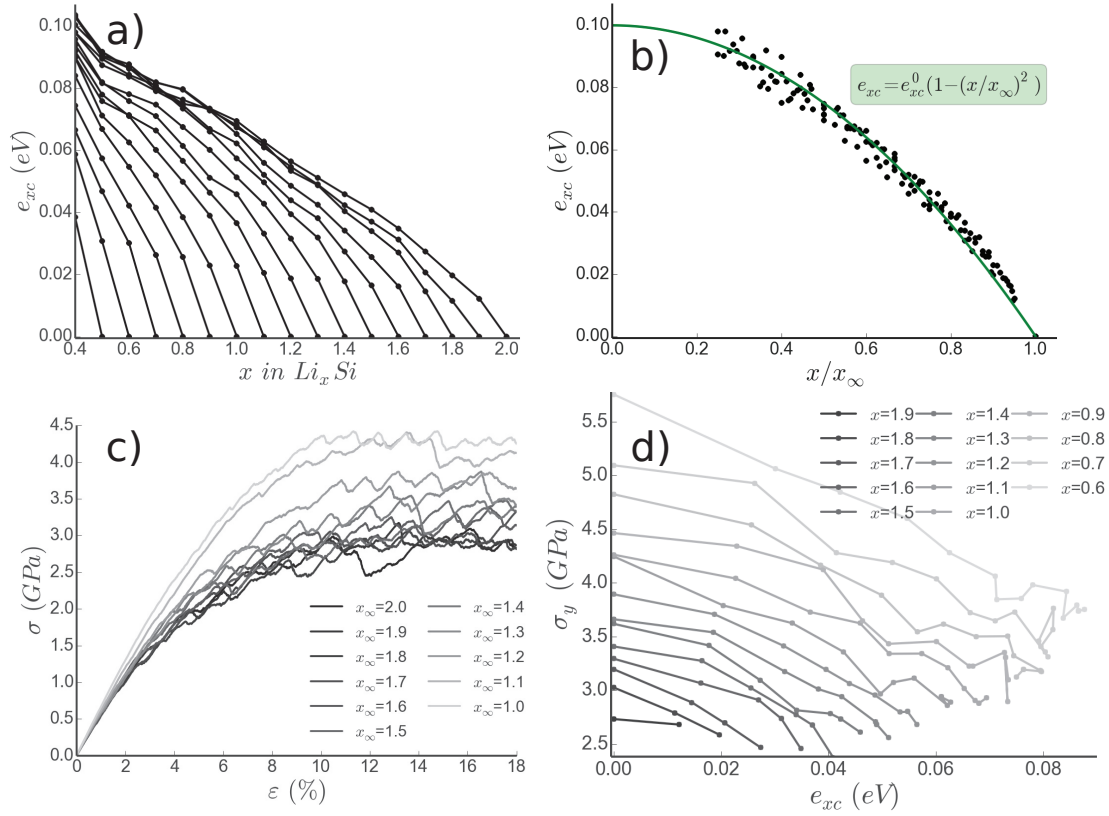 a)
0.10
0.08
0.06
0.04
0.02
0.00
e_xc (eV)
0.4 0.6 0.8 1.0 1.2 1.4 1.6 1.8 2.0
x in Li_xSi
b)
0.10
0.08
0.06
0.04
0.02
0.00
e_xc (eV)
e_xc=e^0_xc(1−(x/x_∞)^2 )
0.0 0.2 0.4 0.6 0.8 1.0
x/x_∞
c)
4.5
4.0
3.5
3.0
2.5
2.0
1.5
1.0
0.5
0.0
σ (GPa)
x_∞=2.0 x_∞=1.4
x_∞=1.9 x_∞=1.3
x_∞=1.8 x_∞=1.2
x_∞=1.7 x_∞=1.1
x_∞=1.6 x_∞=1.0
x_∞=1.5
0 2 4 6 8 10 12 14 16 18
ε (%)
d)
5.5
5.0
4.5
4.0
3.5
3.0
2.5
σ_y (GPa)
x=1.9 x=1.4 x=0.9
x=1.8 x=1.3 x=0.8
x=1.7 x=1.2 x=0.7
x=1.6 x=1.1 x=0.6
x=1.5 x=1.0
0.00 0.02 0.04 0.06 0.08
e_xc (eV)